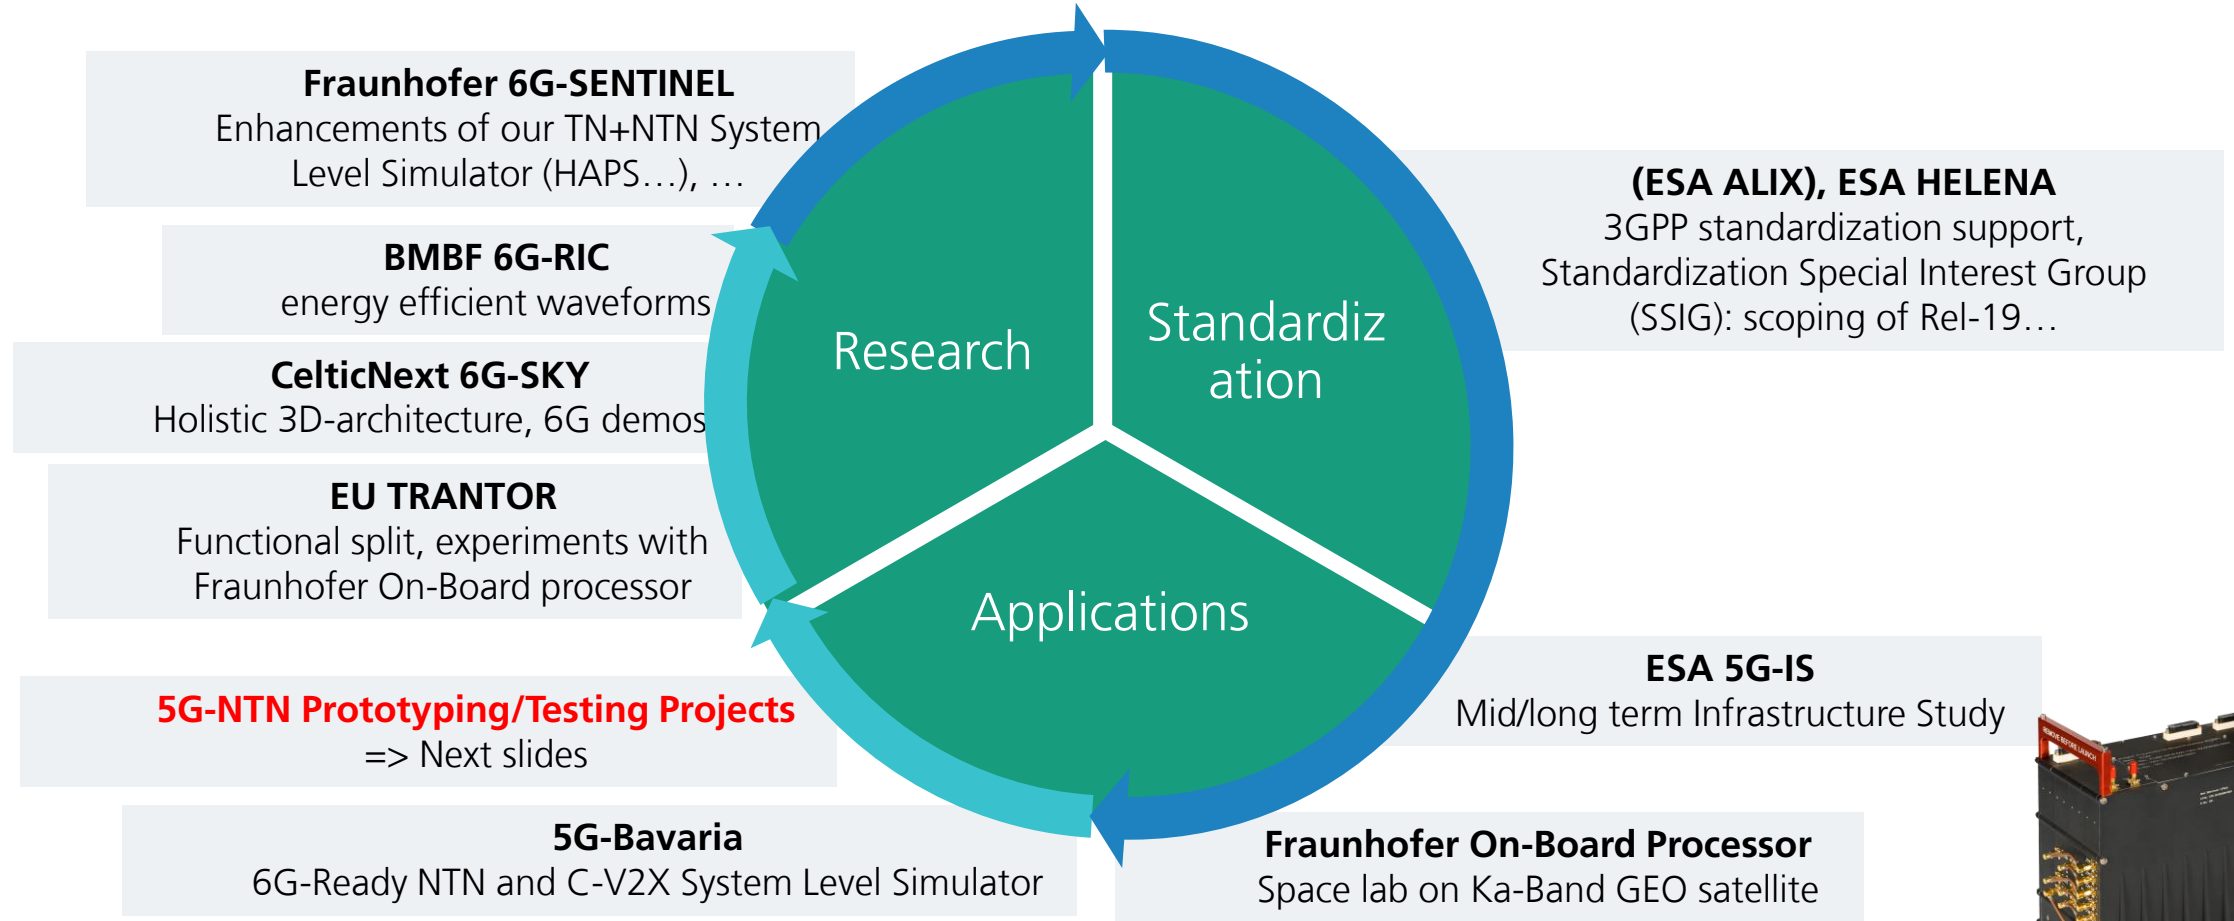 Fraunhofer 6G-SENTINEL
Enhancements of our TN+NTN System
Level Simulator (HAPS…), …
BMBF 6G-RIC
energy efficient waveforms
CelticNext 6G-SKY
Holistic 3D-architecture, 6G demos
EU TRANTOR
Functional split, experiments with
Fraunhofer On-Board processor
5G-NTN Prototyping/Testing Projects
=> Next slides
5G-Bavaria
6G-Ready NTN and C-V2X System Level Simulator
Research
Standardiz
ation
Applications
(ESA ALIX), ESA HELENA
3GPP standardization support,
Standardization Special Interest Group
(SSIG): scoping of Rel-19…
ESA 5G-IS
Mid/long term Infrastructure Study
Fraunhofer On-Board Processor
Space lab on Ka-Band GEO satellite
REMOVE BEFORE LAUNCH